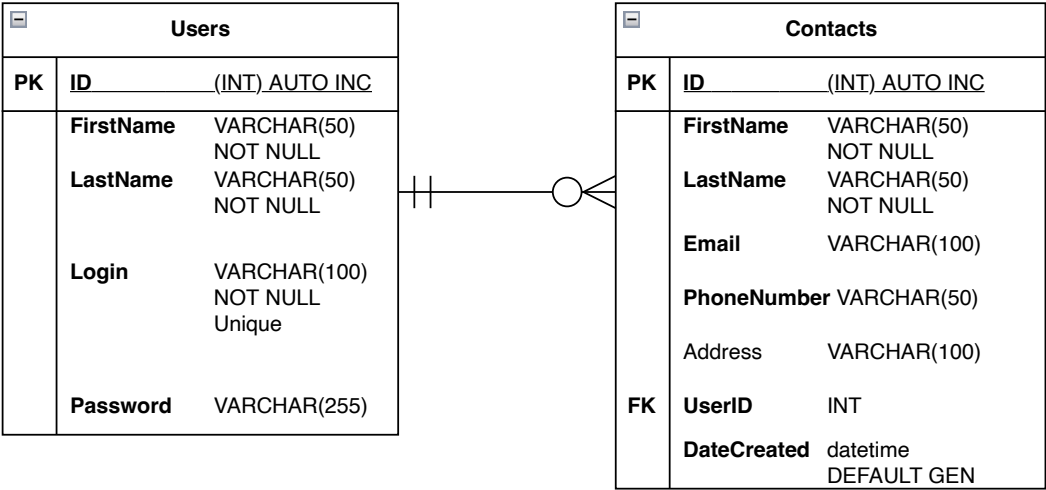 Users
PK ID (INT) AUTO INC
FirstName VARCHAR(50)
NOT NULL
LastName VARCHAR(50)
NOT NULL
Login VARCHAR(100)
NOT NULL
Unique
Password VARCHAR(255)
Contacts
PK ID (INT) AUTO INC
FirstName VARCHAR(50)
NOT NULL
LastName VARCHAR(50)
NOT NULL
Email VARCHAR(100)
PhoneNumber VARCHAR(50)
Address VARCHAR(100)
FK UserID INT
DateCreated datetime
DEFAULT GEN